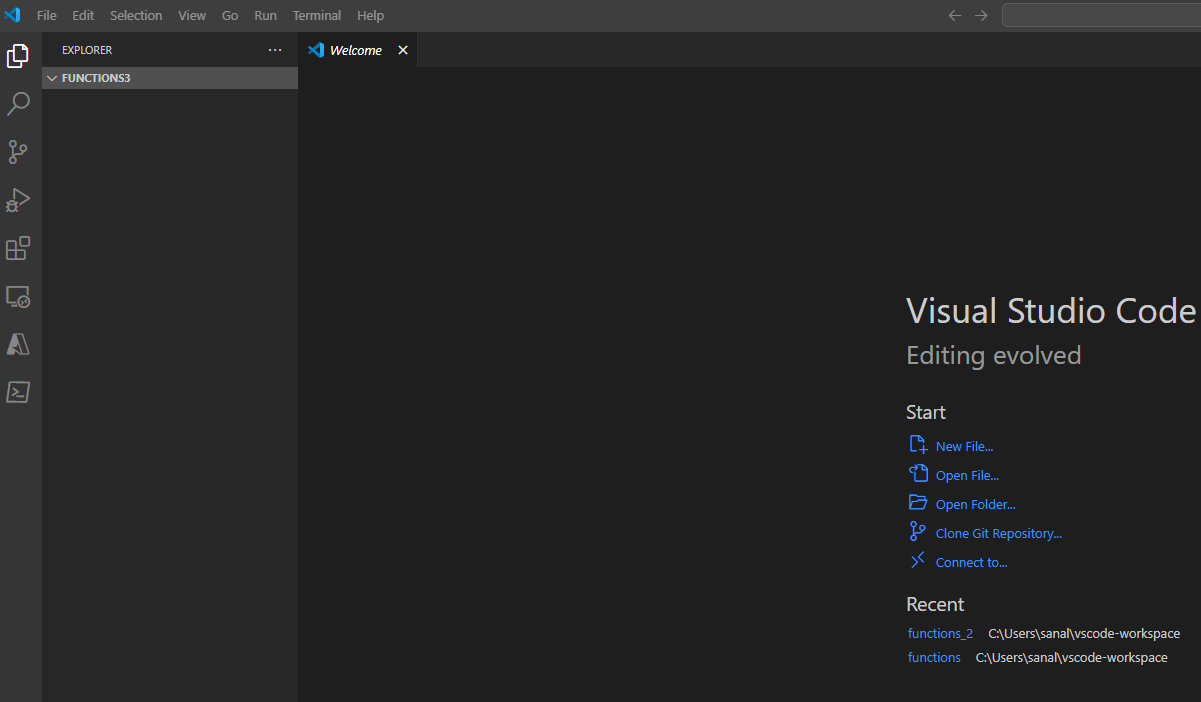 File Edit Selection View Go Run Terminal Help
EXPLORER ...
Welcome
FUNCTIONS3
Visual Studio Code
Editing evolved
Start
New File...
Open File...
Open Folder...
Clone Git Repository...
Connect to...
Recent
functions_2 C:\Users\sanal\vscode-workspace
functions C:\Users\sanal\vscode-workspace